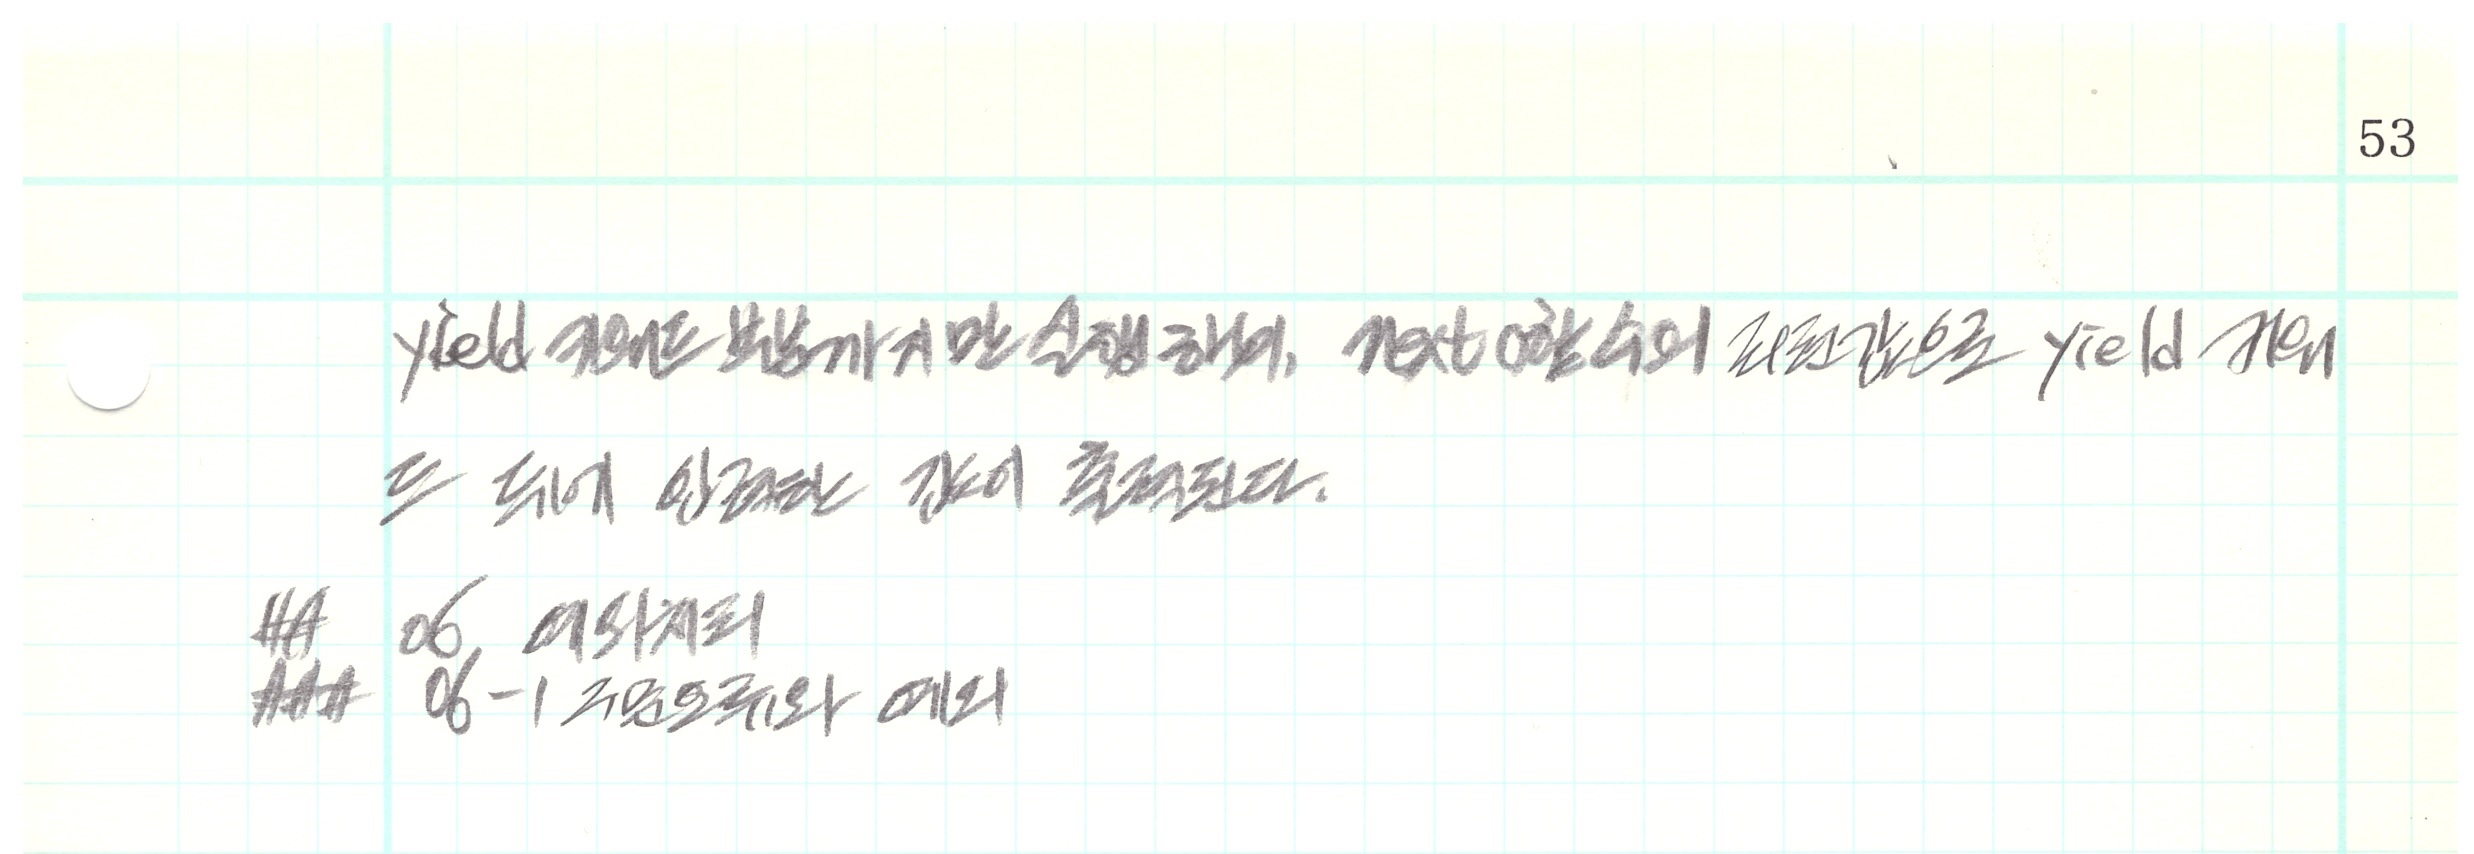 53
yield 키워드 부분까지만 실행하며, next 함수의 리턴값으로 yield 키워
드 뒤에 입력한 값이 출력된다.
## 06 예외처리
### 06-1 구문오류와 예외